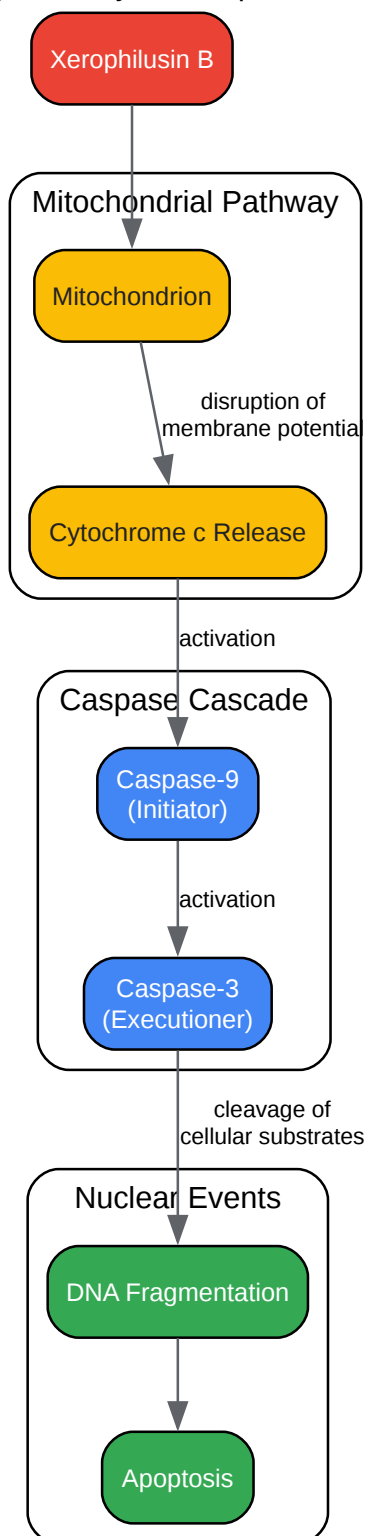 Xerophilusin B
Mitochondrial Pathway
Mitochondrion
disruption of
membrane potential
Cytochrome c Release
activation
Caspase Cascade
Caspase-9
(Initiator)
activation
Caspase-3
(Executioner)
cleavage of
cellular substrates
Nuclear Events
DNA Fragmentation
Apoptosis